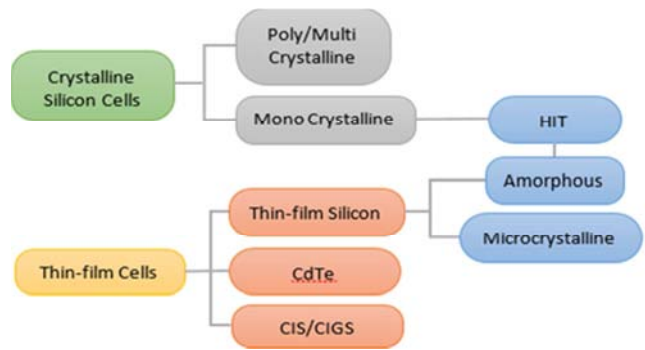 Poly/Multi
Crystalline
Crystalline
Silicon Cells
Mono Crystalline
HIT
Amorphous
Thin-film Silicon
Microcrystalline
Thin-film Cells
CdTe
CIS/CIGS